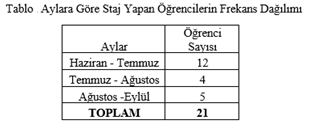 Tablo . Aylara Göre Staj Yapan Öğrencilerin Frekans Dağılımı
Aylar Öğrenci Sayısı
Haziran - Temmuz 12
Temmuz - Ağustos 4
Ağustos -Eylül 5
TOPLAM 21